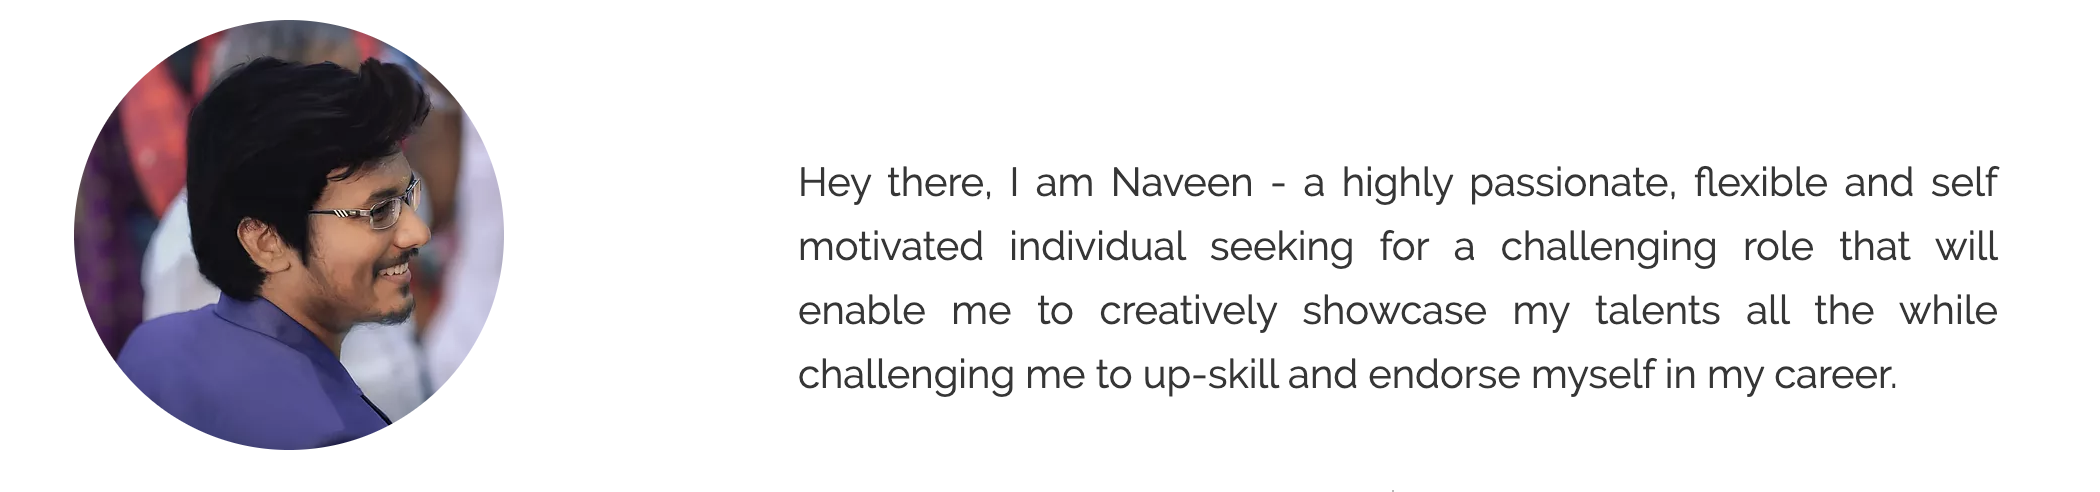 Hey there, I am Naveen - a highly passionate, flexible and self
motivated individual seeking for a challenging role that will
enable me to creatively showcase my talents all the while
challenging me to up-skill and endorse myself in my career.